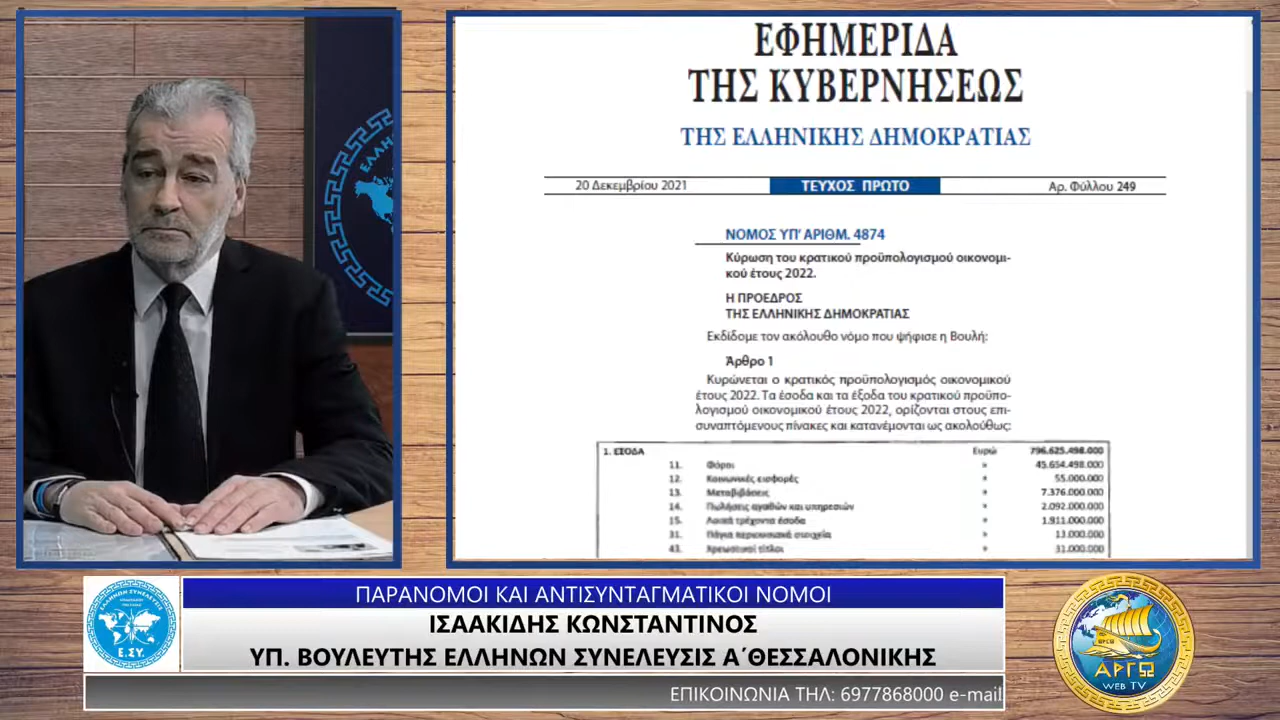 ΕΦΗΜΕΡΙΔΑ
ΤΗΣ ΚΥΒΕΡΝΗΣΕΩΣ
ΤΗΣ ΕΛΛΗΝΙΚΗΣ ΔΗΜΟΚΡΑΤΙΑΣ
20 Δεκεμβρίου 2021 ΤΕΥΧΟΣ ΠΡΩΤΟ Αρ. Φύλλου 249
ΝΟΜΟΣ ΥΠ’ ΑΡΙΘΜ. 4874
Κύρωση του κρατικού προϋπολογισμού οικονομι-
κού έτους 2022.
Η ΠΡΟΕΔΡΟΣ
ΤΗΣ ΕΛΛΗΝΙΚΗΣ ΔΗΜΟΚΡΑΤΙΑΣ
Εκδίδομε τον ακόλουθο νόμο που ψήφισε η Βουλή:
Άρθρο 1
Κυρώνεται ο κρατικός προϋπολογισμός οικονομικού
έτους 2022. Τα έσοδα και τα έξοδα του κρατικού προϋπο-
λογισμού οικονομικού έτους 2022, ορίζονται στους επι-
συναπτόμενους πίνακες και κατανέμονται ως ακολούθως:
1. ΕΣΟΔΑ Ευρώ 796.625.498.000
11. Φόροι » 45.654.498.000
12. Κοινωνικές εισφορές » 55.000.000
13. Μεταβιβάσεις » 7.376.000.000
14. Πωλήσεις αγαθών και υπηρεσιών » 2.092.000.000
15. Λοιπά τρέχοντα έσοδα » 1.911.000.000
31. Πάγια περιουσιακά στοιχεία » 13.000.000
43. Χρεωστικοί τίτλοι » 31.000.000
ΕΛΛΗΝ
ΕΛΛΗΝΩΝ ΣΥΝΕΛΕΥΣΙΣ
Ε.ΣΥ.
ΠΑΡΑΝΟΜΟΙ ΚΑΙ ΑΝΤΙΣΥΝΤΑΓΜΑΤΙΚΟΙ ΝΟΜΟΙ
ΙΣΑΑΚΙΔΗΣ ΚΩΝΣΤΑΝΤΙΝΟΣ
ΥΠ. ΒΟΥΛΕΥΤΗΣ ΕΛΛΗΝΩΝ ΣΥΝΕΛΕΥΣΙΣ Α΄ΘΕΣΣΑΛΟΝΙΚΗΣ
ΕΠΙΚΟΙΝΩΝΙΑ ΤΗΛ: 6977868000 e-mail
ΑΡΓΩ
WEB TV